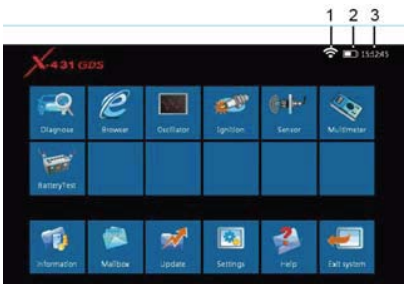 1 2 3
X-431 GDS 15:52:45
Diagnose Browser Oscillator Ignition Sensor Multimeter
BatteryTest
Information Mailbox Update Settings Help Exit system